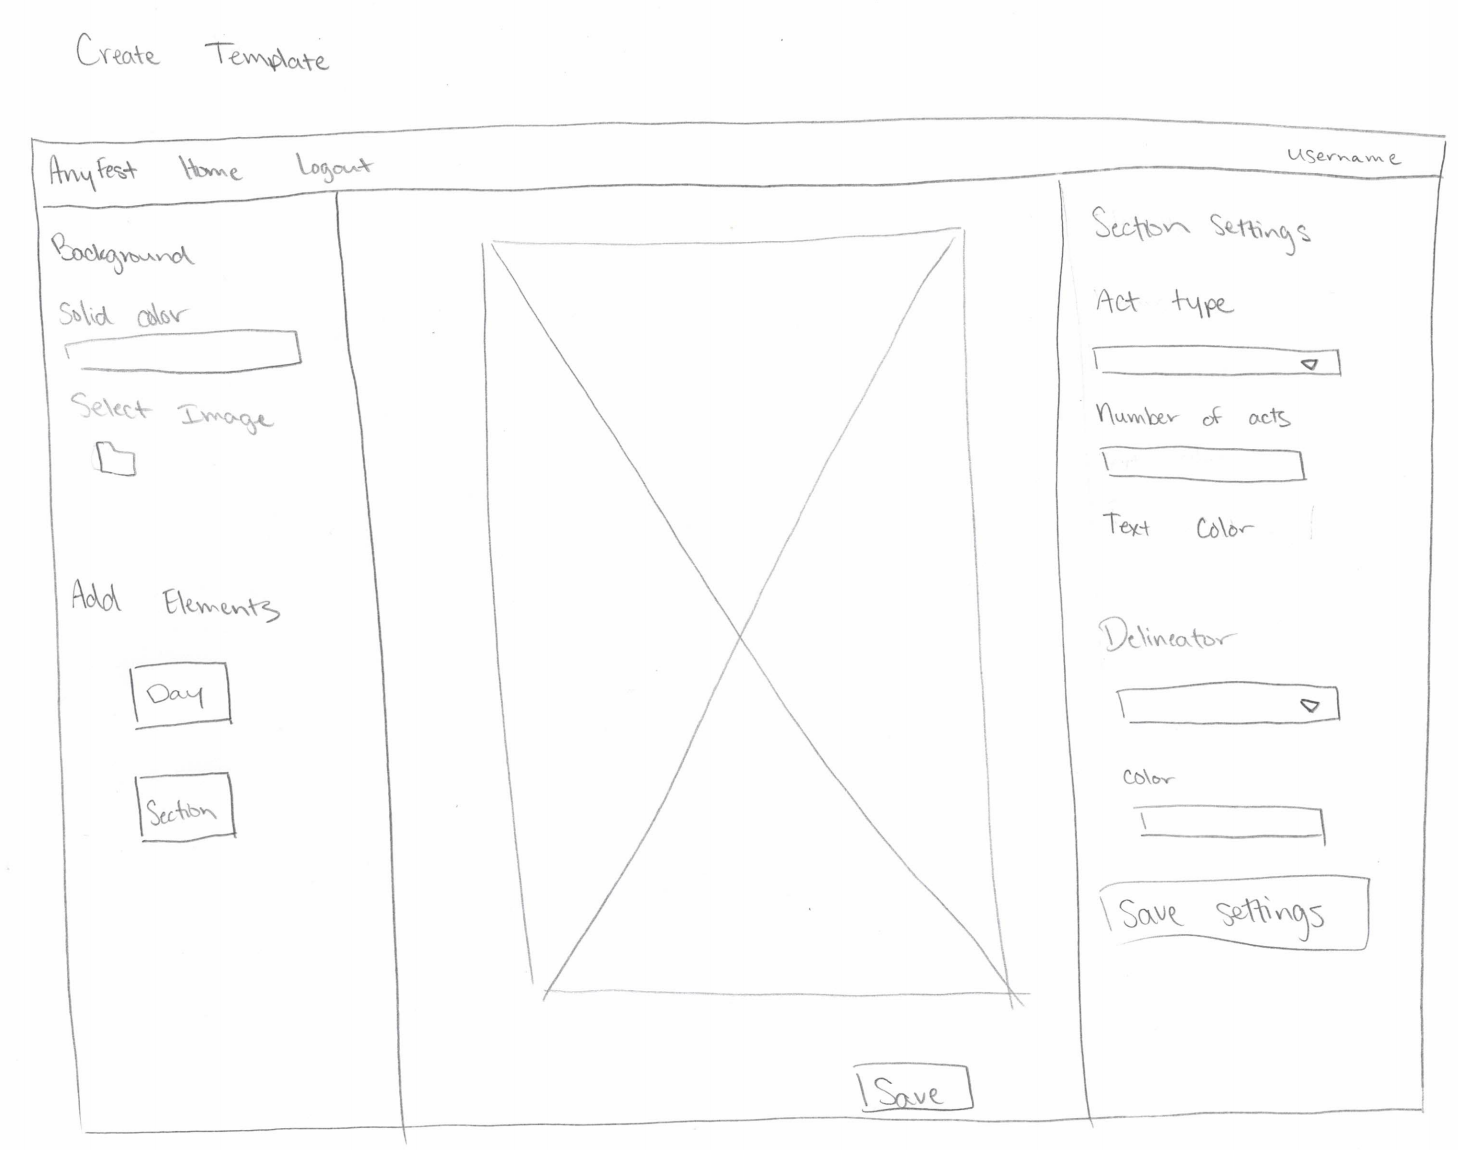 Create Template
AnyFest Home Logout
username
Background
Solid color
Select Image
Add Elements
Day
Section
Save
Section Settings
Act type
Number of acts
Text Color
Delineator
color
Save settings